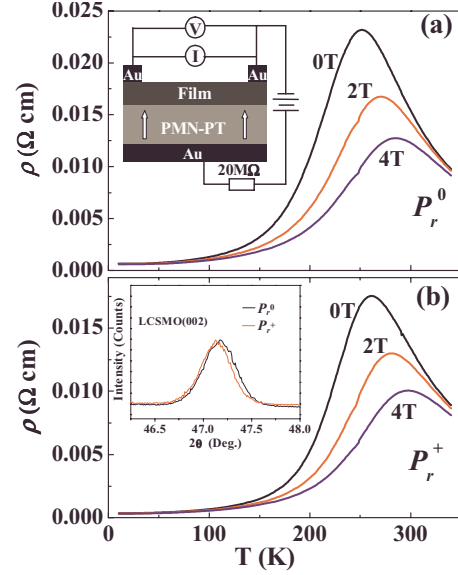 (a)
V
I
Au Au
Film
PMN-PT
Au
20MΩ
0T
2T
4T
P_r^0
ρ (Ω cm)
0.025
0.020
0.015
0.010
0.005
0.000
(b)
P_r^0
P_r^+
LCSMO(002)
Intensity (Counts)
46.5 47.0 47.5 48.0
2θ (Deg.)
0T
2T
4T
P_r^+
ρ (Ω cm)
0.015
0.010
0.005
0.000
0 100 200 300
T (K)